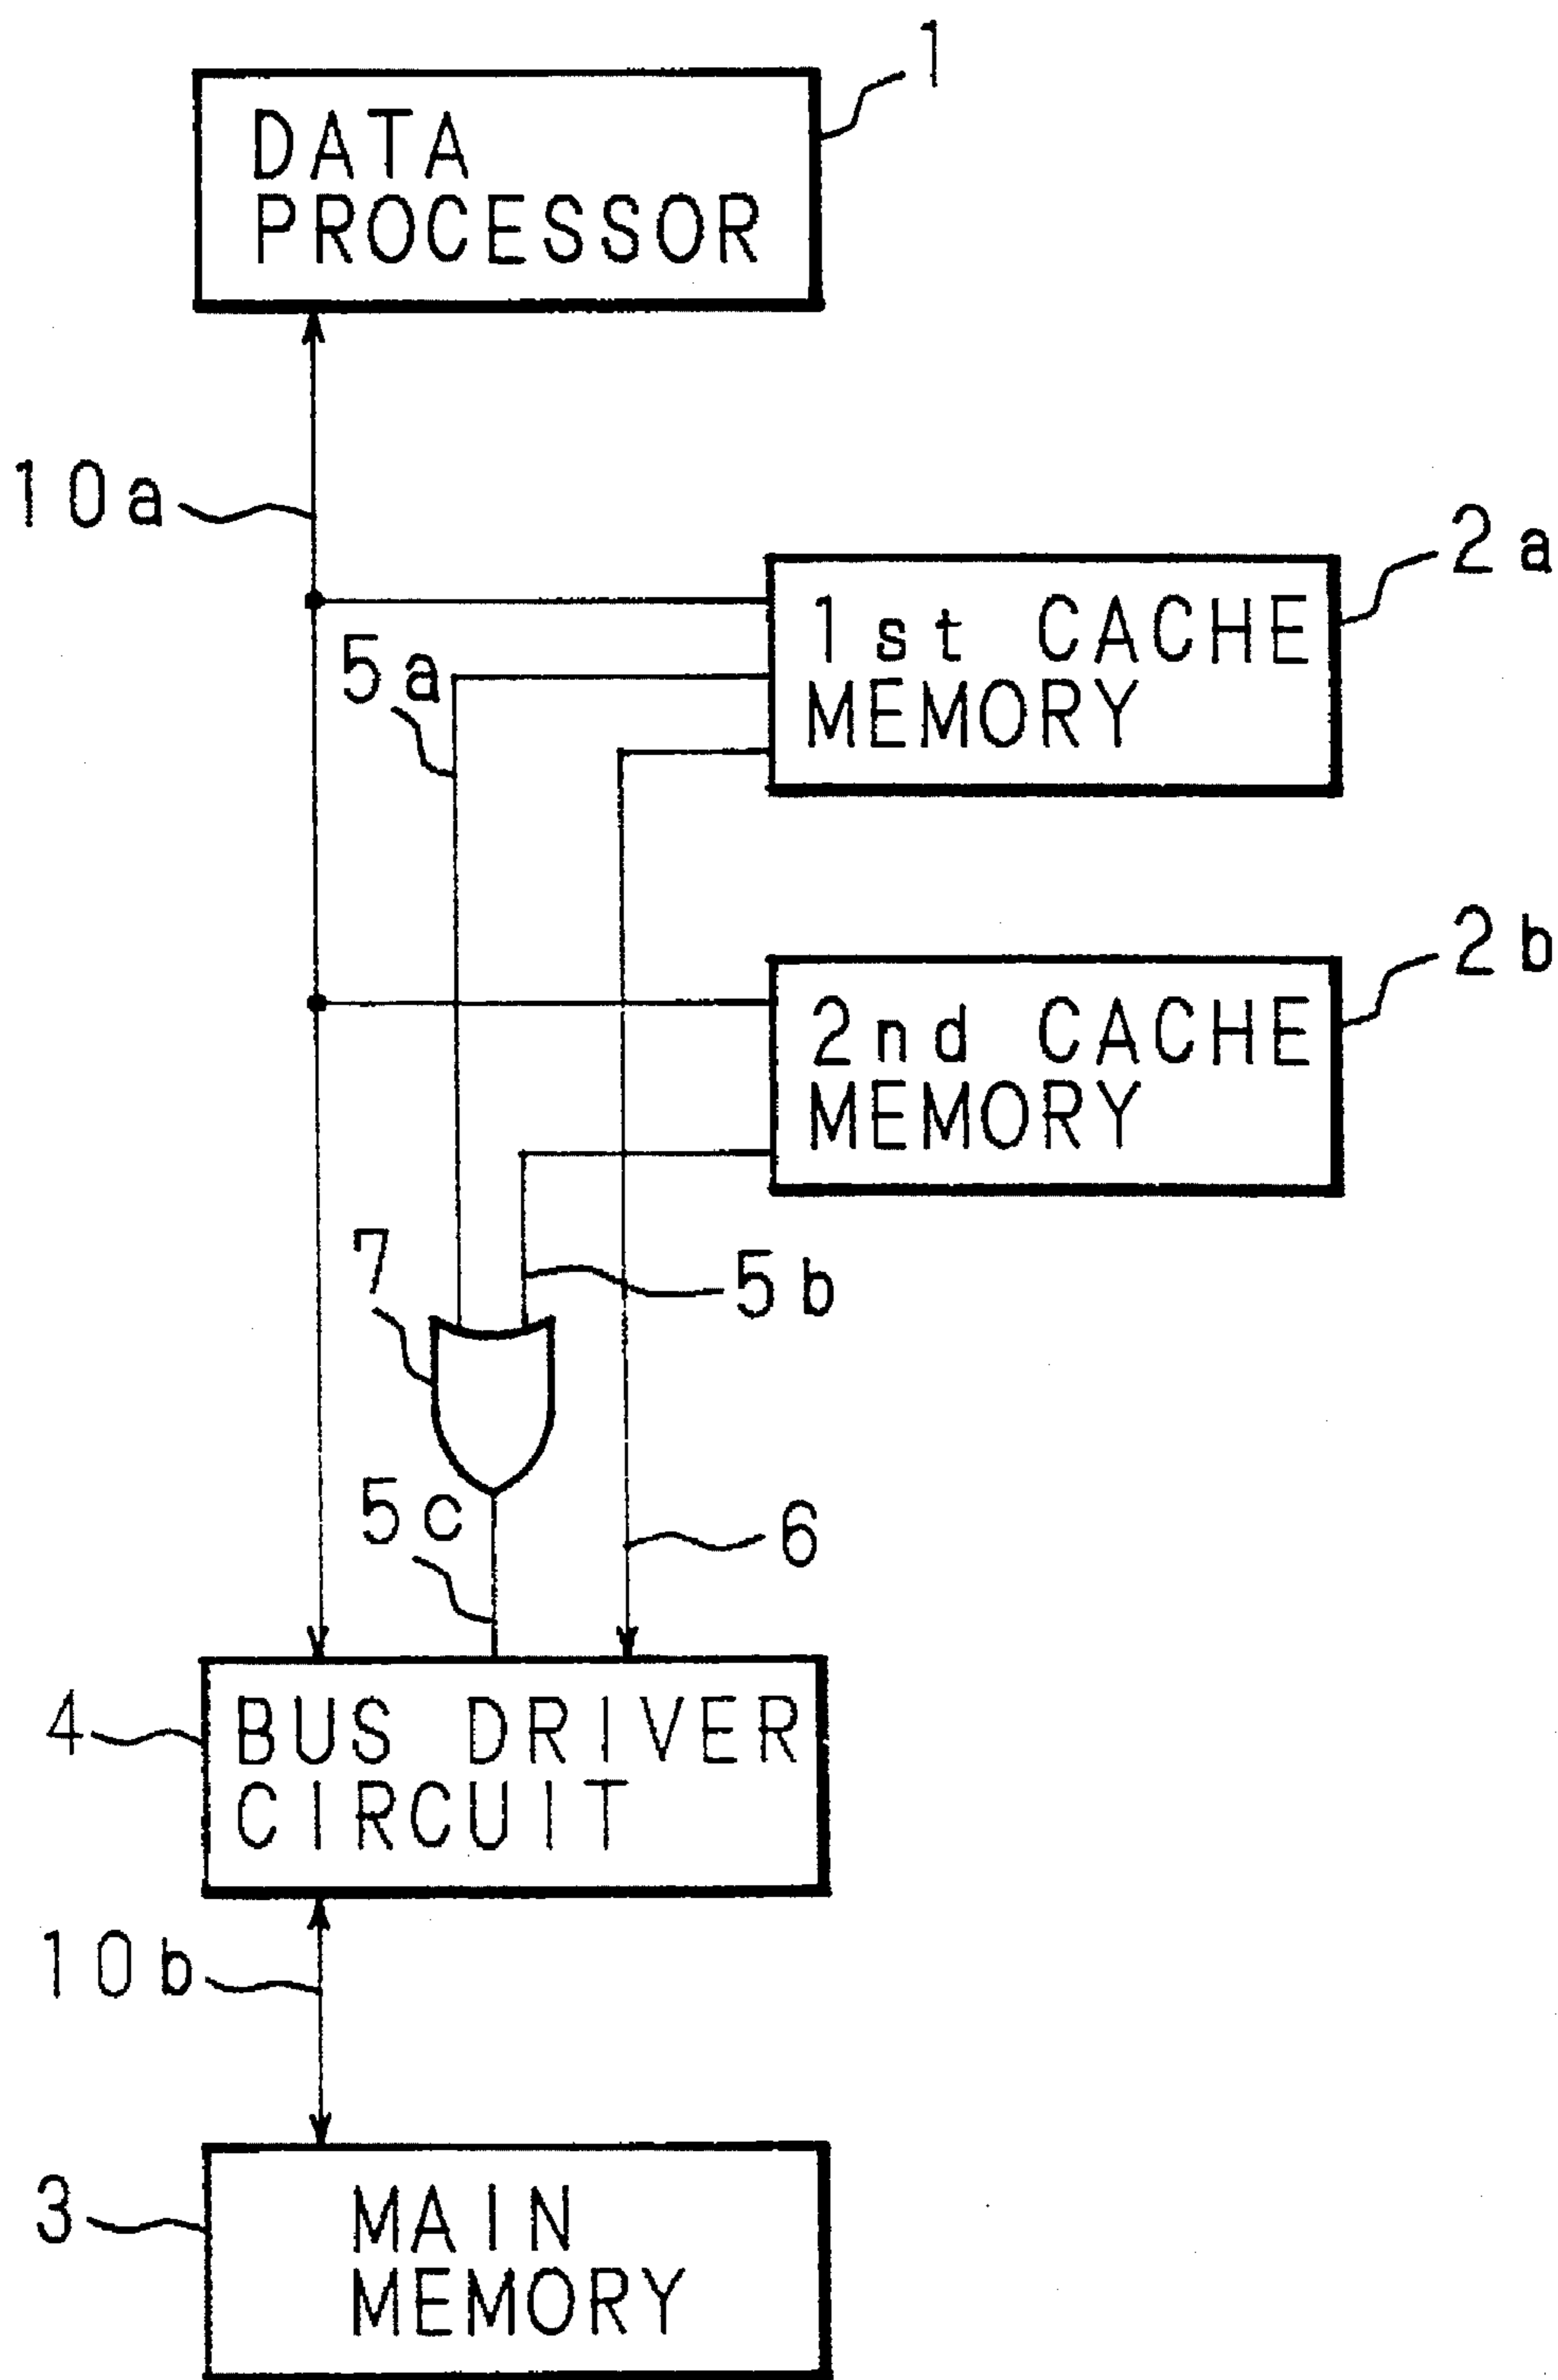 1
DATA
PROCESSOR
10a
2a
1st CACHE
MEMORY
5a
2b
2nd CACHE
MEMORY
7
5b
5c
6
4
BUS DRIVER
CIRCUIT
10b
3
MAIN
MEMORY